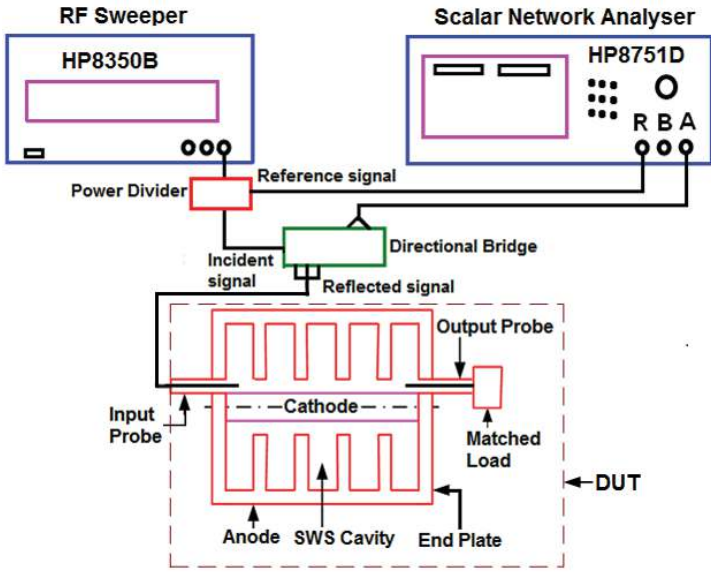 RF Sweeper
Scalar Network Analyser
HP8350B
HP8751D
R B A
Power Divider
Reference signal
Directional Bridge
Incident
signal
Reflected signal
Output Probe
Cathode
Input
Probe
Matched
Load
DUT
Anode
SWS Cavity
End Plate